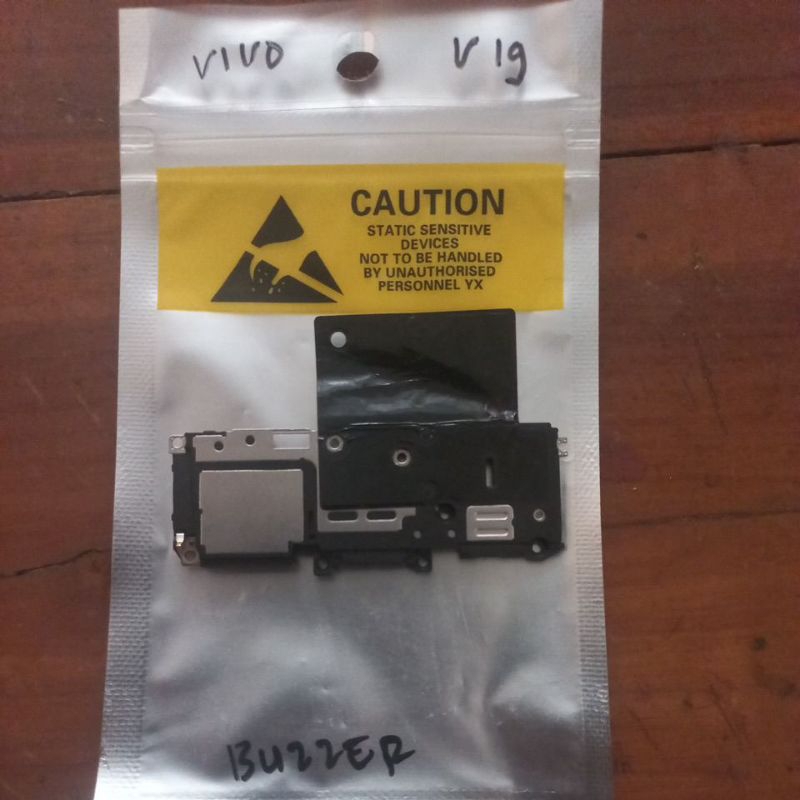 VIVO V19
CAUTION
STATIC SENSITIVE
DEVICES
NOT TO BE HANDLED
BY UNAUTHORISED
PERSONNEL YX
BUZZER